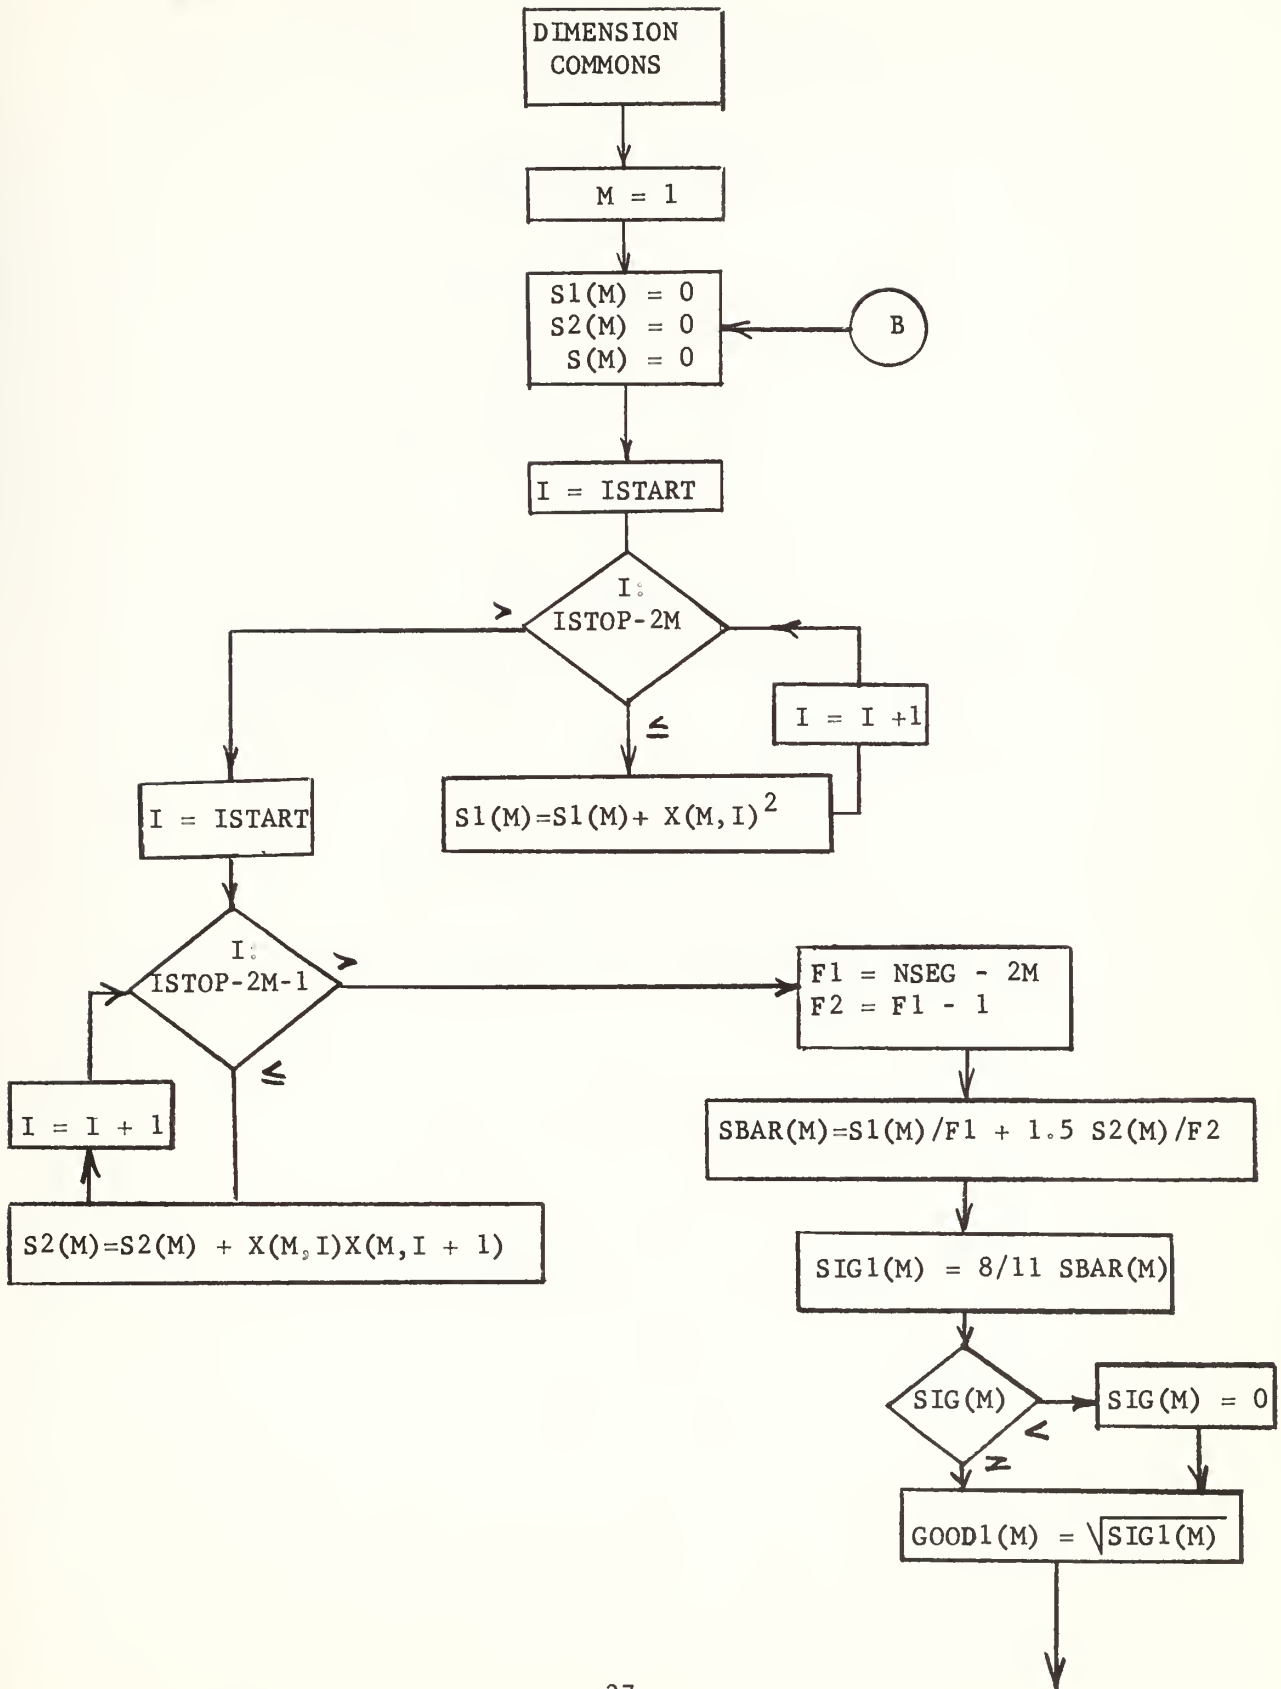 DIMENSION
COMMONS
M = 1
S1(M) = 0
S2(M) = 0
S(M) = 0
B
I = ISTART
I:
ISTOP-2M
>
≤
I = I +1
S1(M)=S1(M)+ X(M,I)²
I = ISTART
I:
ISTOP-2M-1
>
≤
I = I + 1
S2(M)=S2(M) + X(M,I)X(M,I + 1)
F1 = NSEG - 2M
F2 = F1 - 1
SBAR(M)=S1(M)/F1 + 1.5 S2(M)/F2
SIG1(M) = 8/11 SBAR(M)
SIG(M)
<
≥
SIG(M) = 0
GOOD1(M) = √SIG1(M)